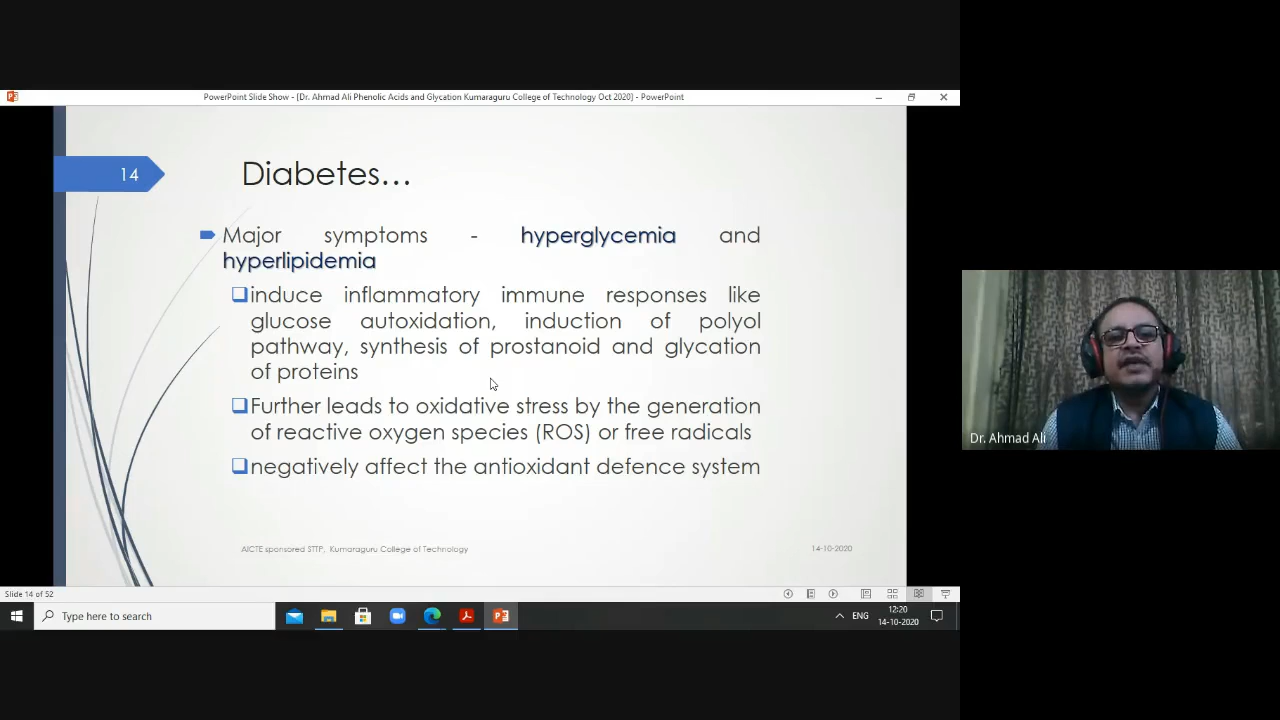 PowerPoint Slide Show - [Dr. Ahmad Ali Phenolic Acids and Glycation Kumaraguru College of Technology Oct 2020] - PowerPoint
14
Diabetes...
Major symptoms - hyperglycemia and
hyperlipidemia
induce inflammatory immune responses like
glucose autoxidation, induction of polyol
pathway, synthesis of prostanoid and glycation
of proteins
Further leads to oxidative stress by the generation
of reactive oxygen species (ROS) or free radicals
negatively affect the antioxidant defence system
AICTE sponsored STTP, Kumaraguru College of Technology
14-10-2020
Dr. Ahmad Ali
Slide 14 of 52
Type here to search
ENG
12:20
14-10-2020